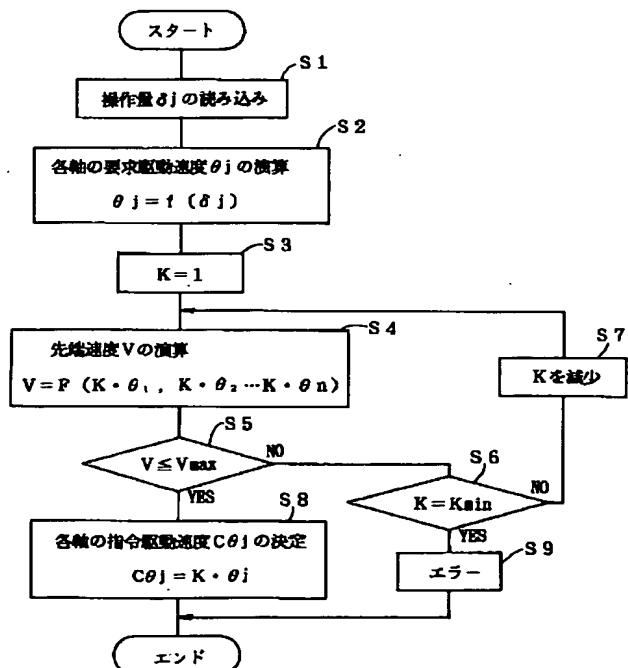 スタート
S1
操作量δjの読み込み
S2
各軸の要求駆動速度θjの演算
θj=f(δj)
S3
K=1
S4
先端速度Vの演算
V=F(K・θ₁, K・θ₂…K・θn)
S7
Kを減少
S5
V≦Vmax
NO
YES
S6
K=Kmin
NO
YES
S8
各軸の指令駆動速度Cθjの決定
Cθj=K・θj
S9
エラー
エンド